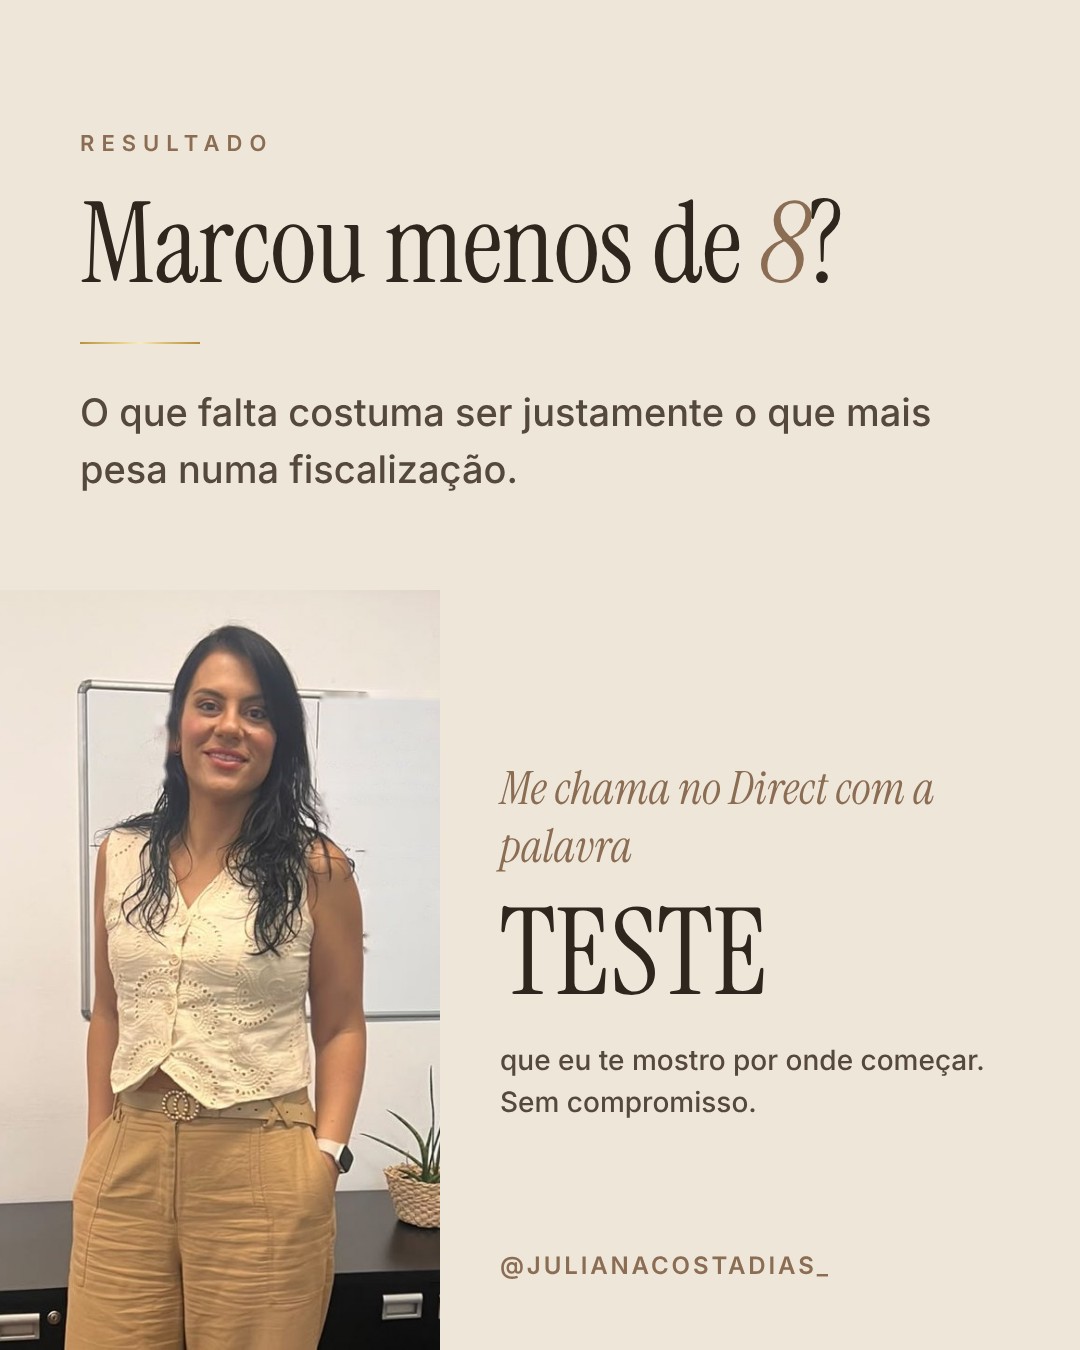 RESULTADO
Marcou menos de 8?
O que falta costuma ser justamente o que mais
pesa numa fiscalização.
Me chama no Direct com a
palavra
TESTE
que eu te mostro por onde começar.
Sem compromisso.
@JULIANACOSTADIAS_